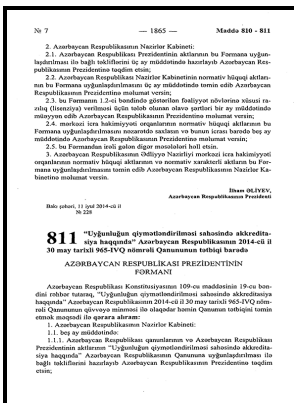 № 7 — 1865 — Maddə 810 - 811
2. Azərbaycan Respublikasının Nazirlər Kabineti:
2.1. Azərbaycan Respublikası Prezidentinin aktlarının bu Formana uyğun-
laşdırılması ilə bağlı təkliflərini üç ay müddətində hazırlayıb Azərbaycan Res-
publikasının Prezidentinə təqdim etsin;
2.2. Azərbaycan Respublikası Nazirlər Kabinetinin normativ hüquqi aktları-
nın bu Formana uyğunlaşdırılmasını üç ay müddətində təmin edib Azərbaycan
Respublikasının Prezidentinə məlumat versin;
2.3. bu Formanın 1.2-ci bəndində göstərilən fəaliyyət növlərinə xüsusi ra-
zılıq (lisenziya) verilməsi üçün tələb olunan əlavə şərtləri bir ay müddətində
müəyyən edib Azərbaycan Respublikasının Prezidentinə məlumat versin;
2.4. mərkəzi icra hakimiyyəti orqanlarının normativ hüquqi aktlarının bu
Formana uyğunlaşdırılmasını nəzarətdə saxlasın və bunun icrası barədə beş ay
müddətində Azərbaycan Respublikasının Prezidentinə məlumat versin;
2.5. bu Formandan irəli gələn digər məsələləri həll etsin.
3. Azərbaycan Respublikasının Ədliyyə Nazirliyi mərkəzi icra hakimiyyəti
orqanlarının normativ hüquqi aktlarının və normativ xarakterli aktların bu For-
mana uyğunlaşdırılmasını təmin edib Azərbaycan Respublikasının Nazirlər Ka-
binetinə məlumat versin.
İlham ƏLİYEV,
Azərbaycan Respublikasının Prezidenti
Bakı şəhəri, 11 iyul 2014-cü il
№ 228
811 “Uyğunluğun qiymətləndirilməsi sahəsində akkredita-
siya haqqında” Azərbaycan Respublikasının 2014-cü il
30 may tarixli 965-IVQ nömrəli Qanununun tətbiqi barədə
AZƏRBAYCAN RESPUBLİKASI PREZİDENTİNİN
FORMANI
Azərbaycan Respublikası Konstitusiyasının 109-cu maddəsinin 19-cu bən-
dini rəhbər tutaraq, “Uyğunluğun qiymətləndirilməsi sahəsində akkreditasiya
haqqında” Azərbaycan Respublikasının 2014-cü il 30 may tarixli 965-IVQ nöm-
rəli Qanununun qüvvəyə minməsi ilə əlaqədar həmin Qanunun tətbiqini təmin
etmək məqsədi ilə qərara alıram:
1. Azərbaycan Respublikasının Nazirlər Kabineti:
1.1. beş ay müddətində:
1.1.1. Azərbaycan Respublikası qanunlarının və Azərbaycan Respublikası
Prezidentinin aktlarının “Uyğunluğun qiymətləndirilməsi sahəsində akkredita-
siya haqqında” Azərbaycan Respublikasının Qanununa uyğunlaşdırılması ilə
bağlı təkliflərini hazırlayıb Azərbaycan Respublikasının Prezidentinə təqdim
etsin;